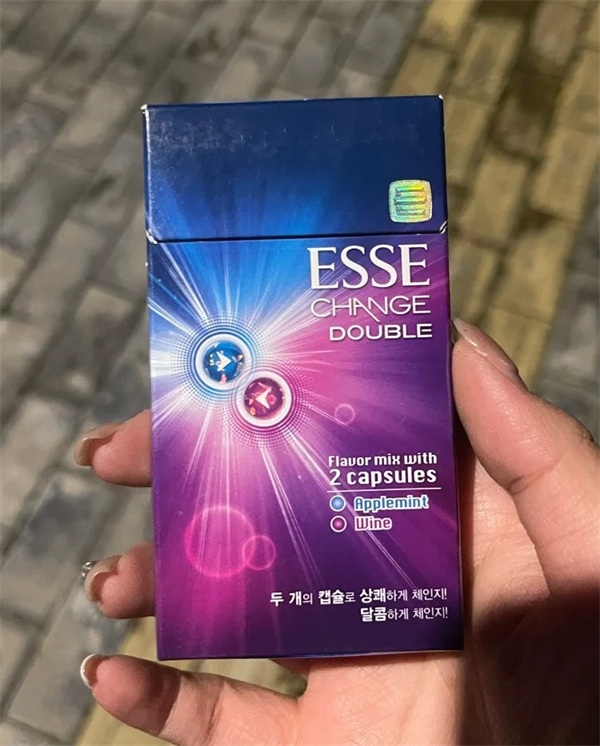 ESSE
CHANGE
DOUBLE
Flavor mix with
2 capsules
Applemint
Wine
두 개의 캡슐로 상쾌하게 체인지!
달콤하게 체인지!